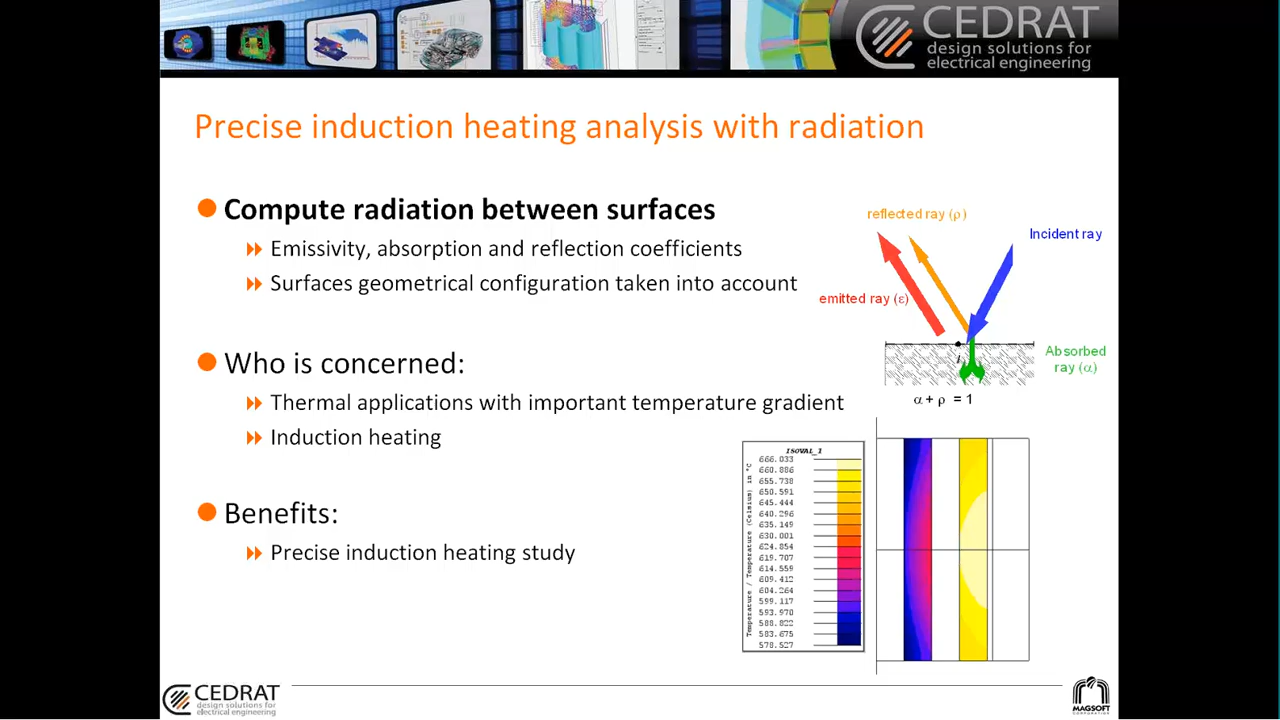 CEDRAT
design solutions for
electrical engineering
Precise induction heating analysis with radiation
Compute radiation between surfaces
Emissivity, absorption and reflection coefficients
Surfaces geometrical configuration taken into account
reflected ray (ρ)
Incident ray
emitted ray (ε)
Absorbed
ray (α)
i
α + ρ = 1
Who is concerned:
Thermal applications with important temperature gradient
Induction heating
Benefits:
Precise induction heating study
ISOVAL_1
Temperature / Temperature (Celsius) in °C
666.033
660.886
655.738
650.591
645.444
640.296
635.149
630.001
624.854
619.707
614.559
609.412
604.264
599.117
593.970
588.822
583.675
578.527
CEDRAT
design solutions for
electrical engineering
MAGSOFT
CORPORATION